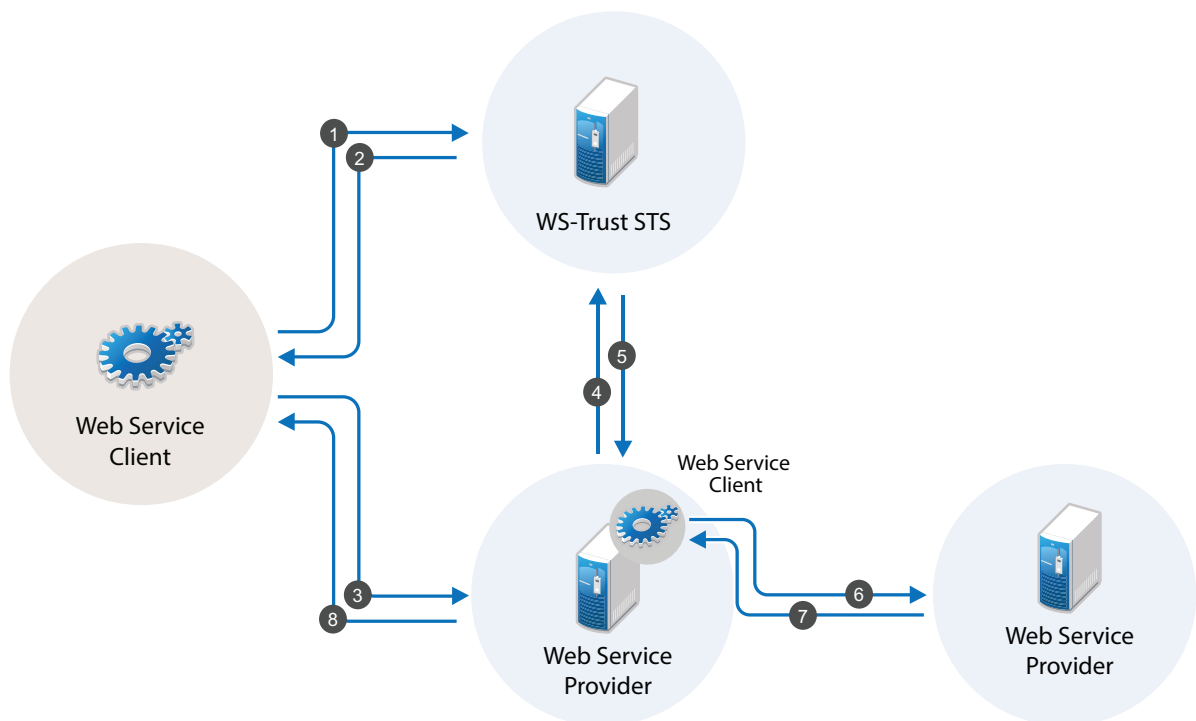 1
2
WS-Trust STS
5
4
Web Service
Client
Web Service
Client
3
8
6
7
Web Service
Provider
Web Service
Provider